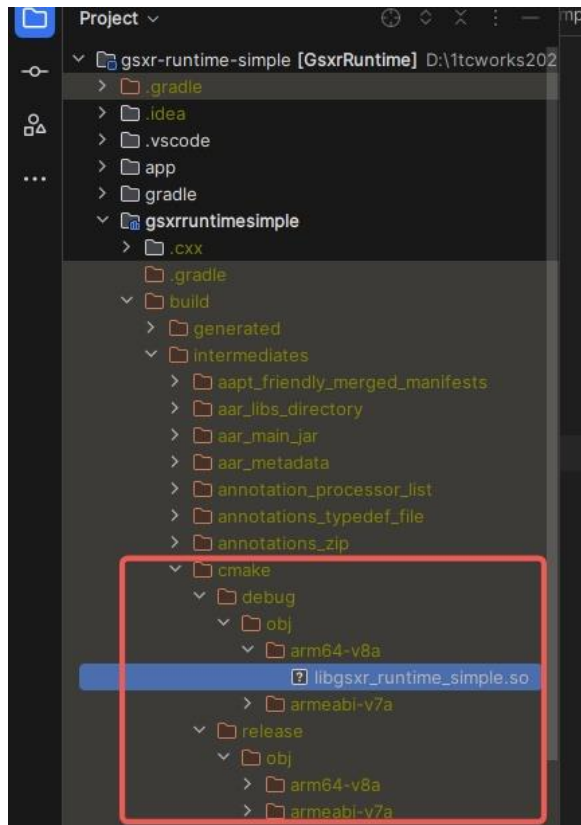 Project
mp
gsxr-runtime-simple [GsxrRuntime] D:\1tcworks202
.gradle
.idea
.vscode
app
gradle
gsxrruntimesimple
.cxx
.gradle
build
generated
intermediates
aapt_friendly_merged_manifests
aar_libs_directory
aar_main_jar
aar_metadata
annotation_processor_list
annotations_typedef_file
annotations_zip
cmake
debug
obj
arm64-v8a
libgsxr_runtime_simple.so
armeabi-v7a
release
obj
arm64-v8a
armeabi-v7a